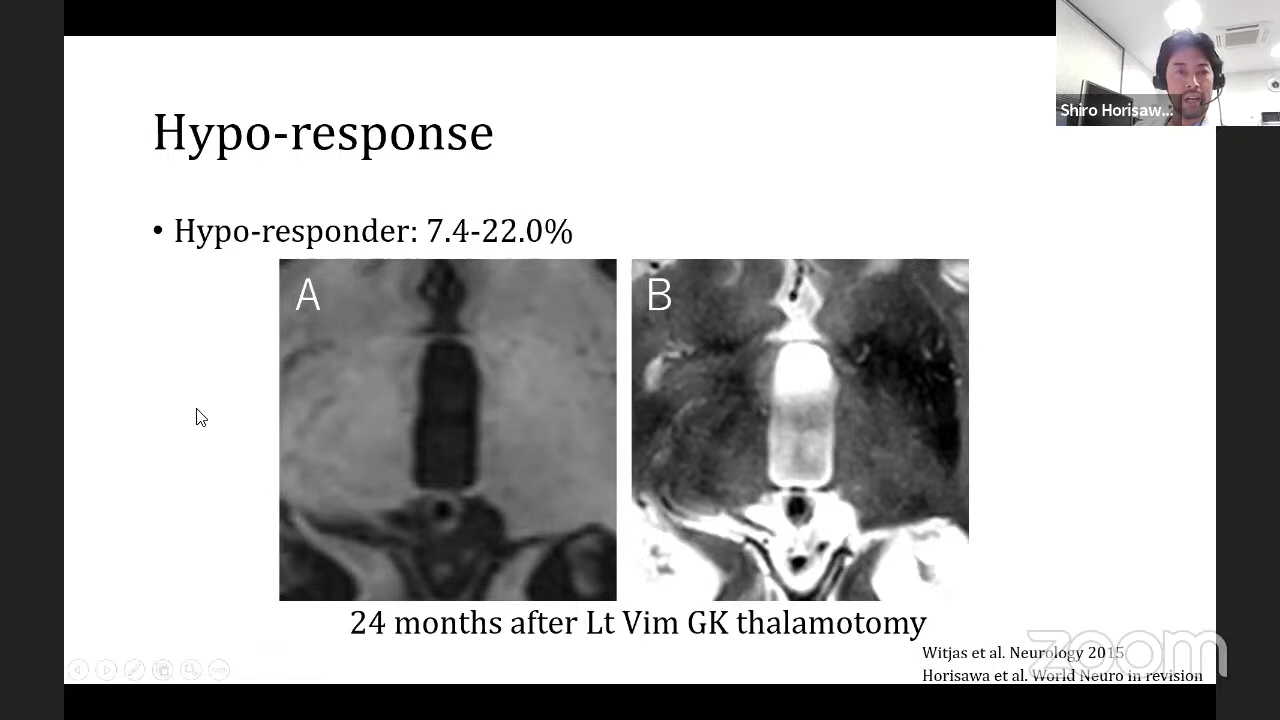 Shiro Horisaw...
Hypo-response
• Hypo-responder: 7.4-22.0%
A
B
24 months after Lt Vim GK thalamotomy
Witjas et al. Neurology 2015
Horisawa et al. World Neuro in revision
zoom